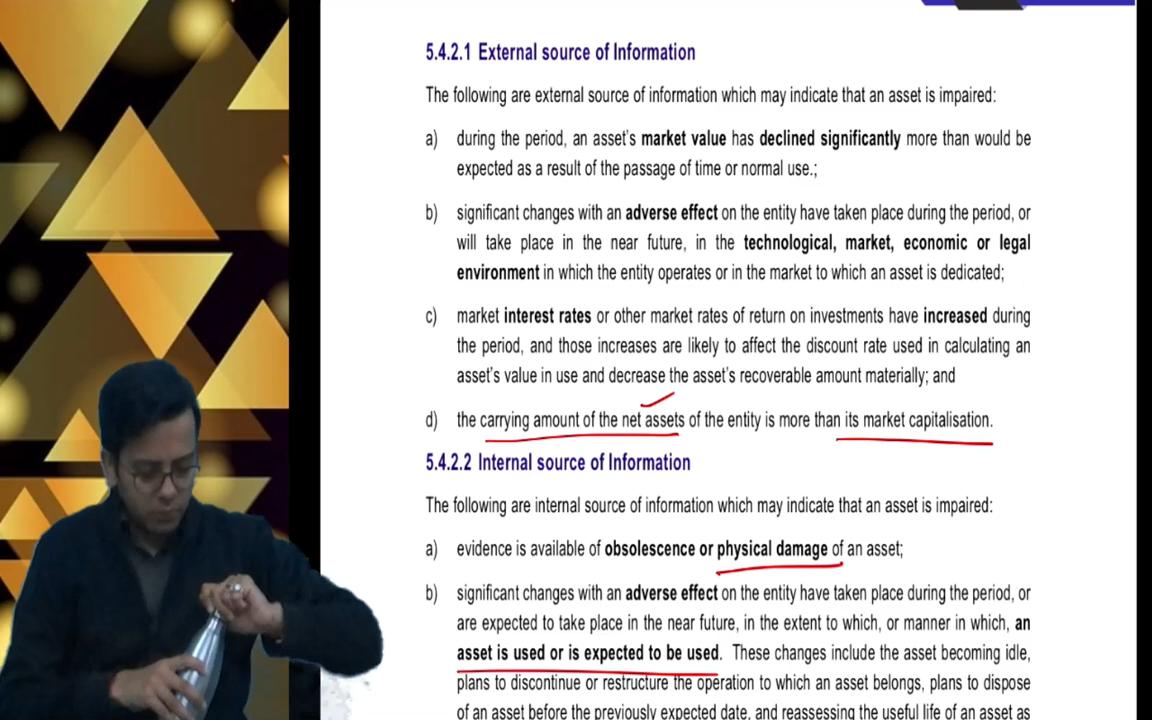 5.4.2.1 External source of Information
The following are external source of information which may indicate that an asset is impaired:
a) during the period, an asset's market value has declined significantly more than would be
expected as a result of the passage of time or normal use.;
b) significant changes with an adverse effect on the entity have taken place during the period, or
will take place in the near future, in the technological, market, economic or legal
environment in which the entity operates or in the market to which an asset is dedicated;
c) market interest rates or other market rates of return on investments have increased during
the period, and those increases are likely to affect the discount rate used in calculating an
asset's value in use and decrease the asset's recoverable amount materially; and
d) the carrying amount of the net assets of the entity is more than its market capitalisation.
5.4.2.2 Internal source of Information
The following are internal source of information which may indicate that an asset is impaired:
a) evidence is available of obsolescence or physical damage of an asset;
b) significant changes with an adverse effect on the entity have taken place during the period, or
are expected to take place in the near future, in the extent to which, or manner in which, an
asset is used or is expected to be used. These changes include the asset becoming idle,
plans to discontinue or restructure the operation to which an asset belongs, plans to dispose
of an asset before the previously expected date, and reassessing the useful life of an asset as